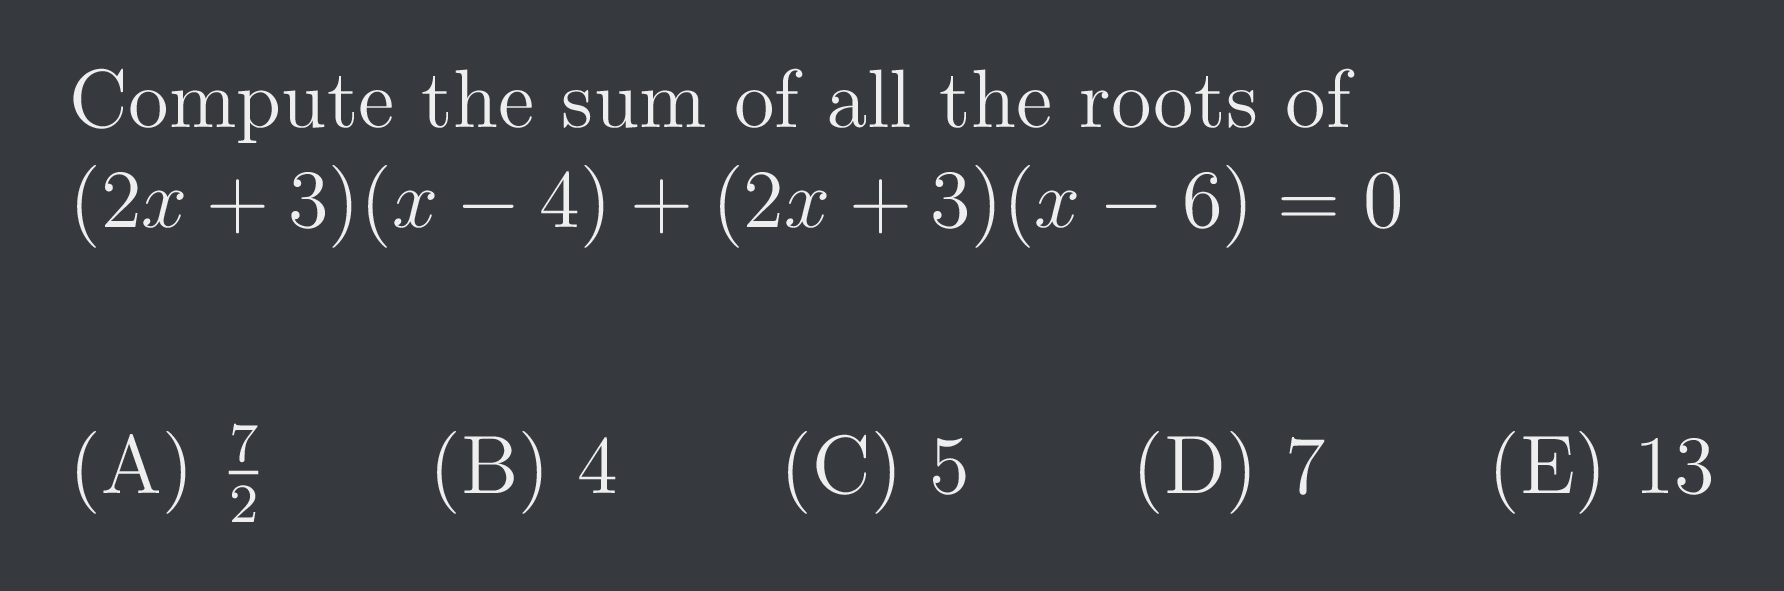 Compute the sum of all the roots of
(2x + 3)(x − 4) + (2x + 3)(x − 6) = 0
(A) 7/2 (B) 4 (C) 5 (D) 7 (E) 13